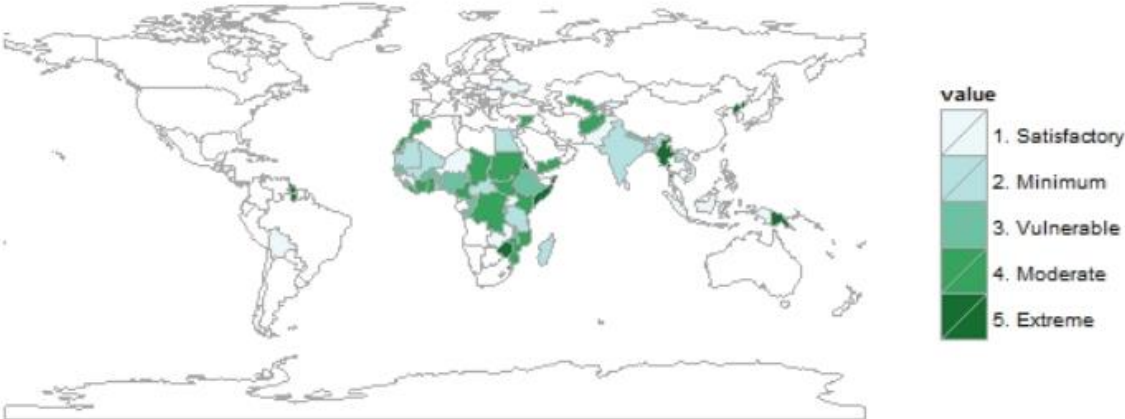 value
1. Satisfactory
2. Minimum
3. Vulnerable
4. Moderate
5. Extreme